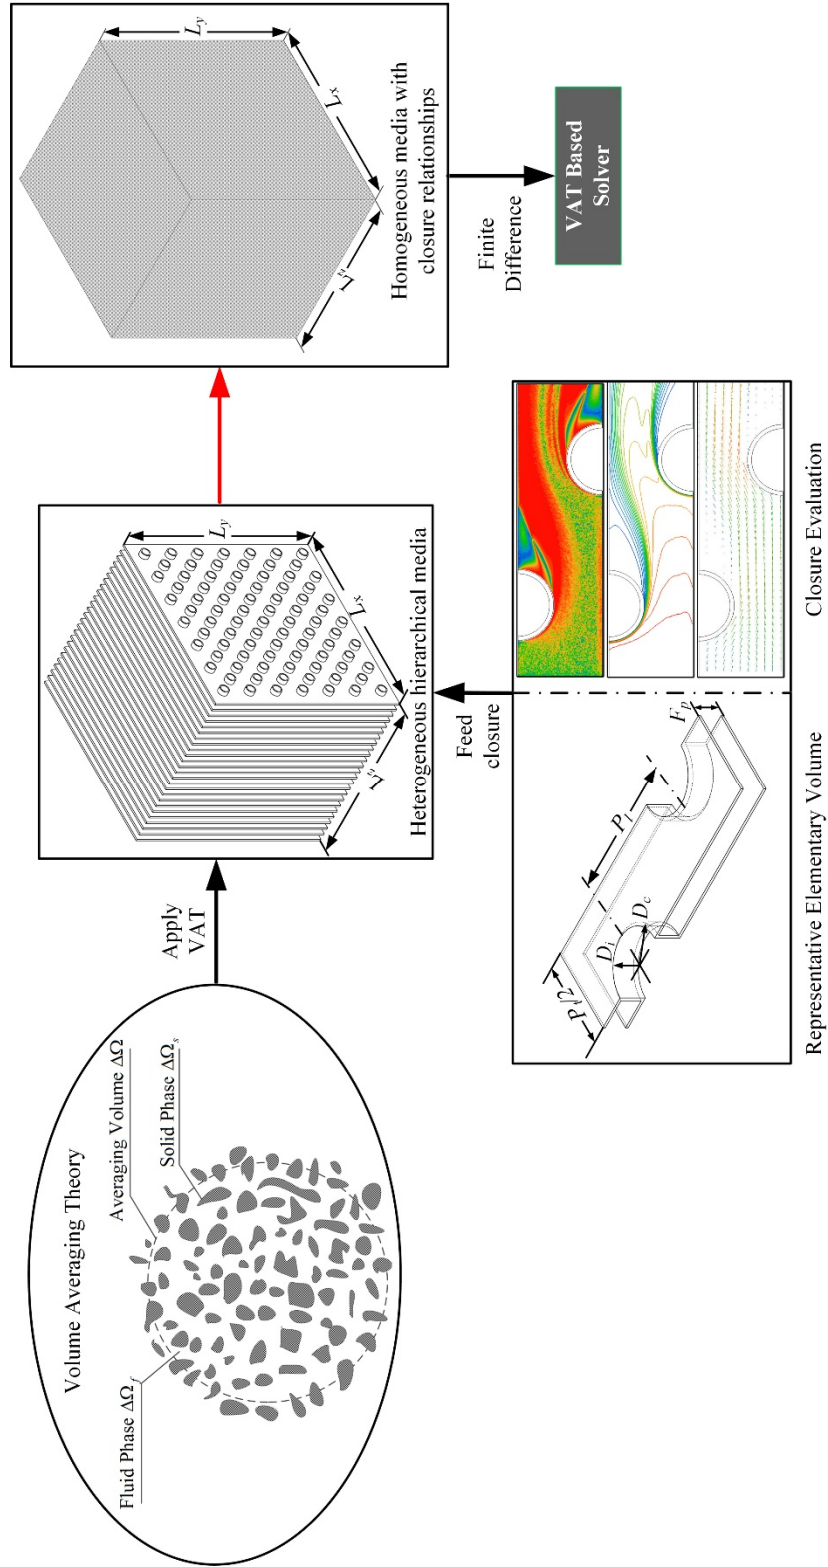 Volume Averaging Theory
Averaging Volume ΔΩ
Solid Phase ΔΩs
Fluid Phase ΔΩf
Apply
VAT
Ly
Lx
Lz
Heterogeneous hierarchical media
Ly
Lx
Lz
Homogeneous media with
closure relationships
Feed
closure
Finite
Difference
VAT Based
Solver
Pt/2
Di
Dc
Pl
Fp
Representative Elementary Volume
Closure Evaluation